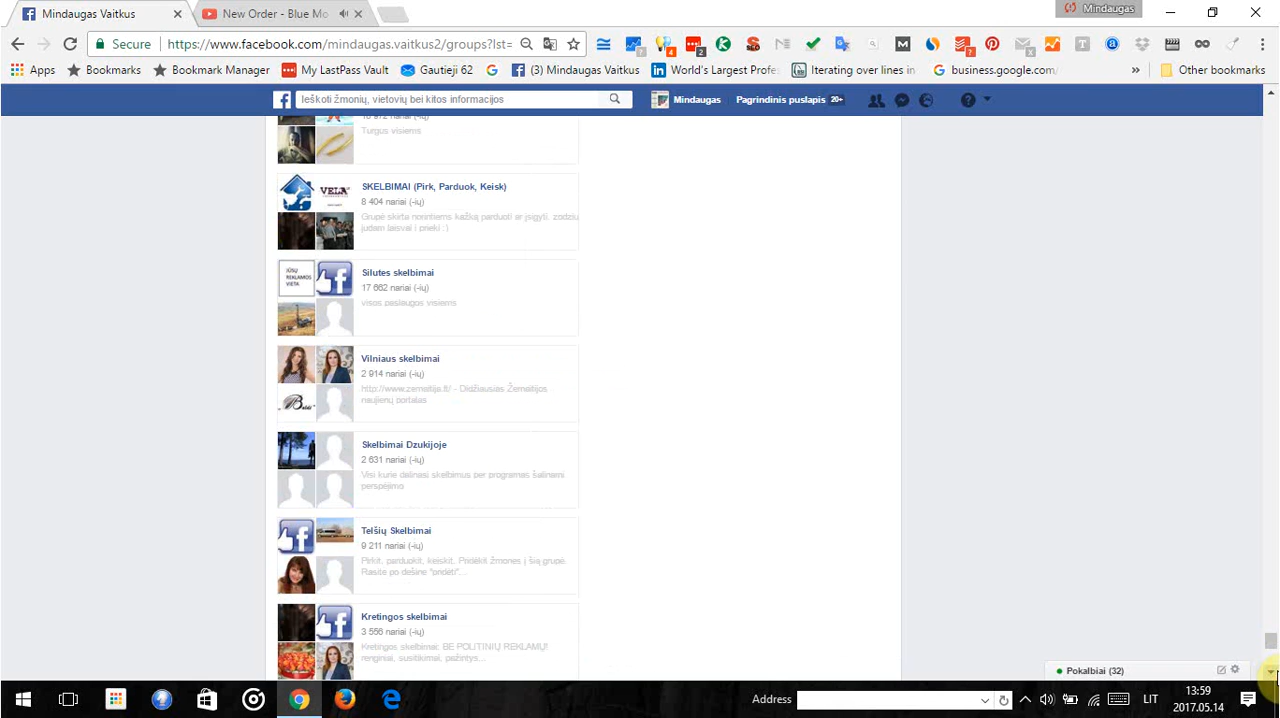 Mindaugas Vaitkus
New Order - Blue Mo
Mindaugas
Secure
https://www.facebook.com/mindaugas.vaitkus2/groups?lst=
Apps
Bookmarks
Bookmark Manager
My LastPass Vault
Gautieji 62
(3) Mindaugas Vaitkus
World's Largest Profe
Iterating over lines in
business.google.com/
»
Other bookmarks
Ieškoti žmonių, vietovių bei kitos informacijos
Mindaugas
Pagrindinis puslapis 20+
Turgus visiems
SKELBIMAI (Pirk, Parduok, Keisk)
8 404 nariai (-ių)
Grupė skirta norintiems kažką parduoti ar įsigyti. zodziu
judam laisvai i prieki :)
JŪSŲ
REKLAMOS
VIETA
VELA
Silutes skelbimai
17 662 nariai (-ių)
visos paslaugos visiems
Vilniaus skelbimai
2 914 nariai (-ių)
http://www.zemaitija.lt/ - Didžiausias Žemaitijos
naujienų portalas
Skelbimai Dzukijoje
2 631 nariai (-ių)
Visi kurie dalinasi skelbimus per programas šalinami
perspėjimo
Telšių Skelbimai
9 211 nariai (-ių)
Pirkit, parduokit, keiskit. Pridėkit žmones į šią grupę.
Rasite po dešine "pridėti"...
Kretingos skelbimai
3 556 nariai (-ių)
Kretingos skelbimai: BE POLITINIŲ REKLAMŲ!
renginiai, susitikimai, pažintys...
Pokalbiai (32)
Address
LIT
13:59
2017.05.14